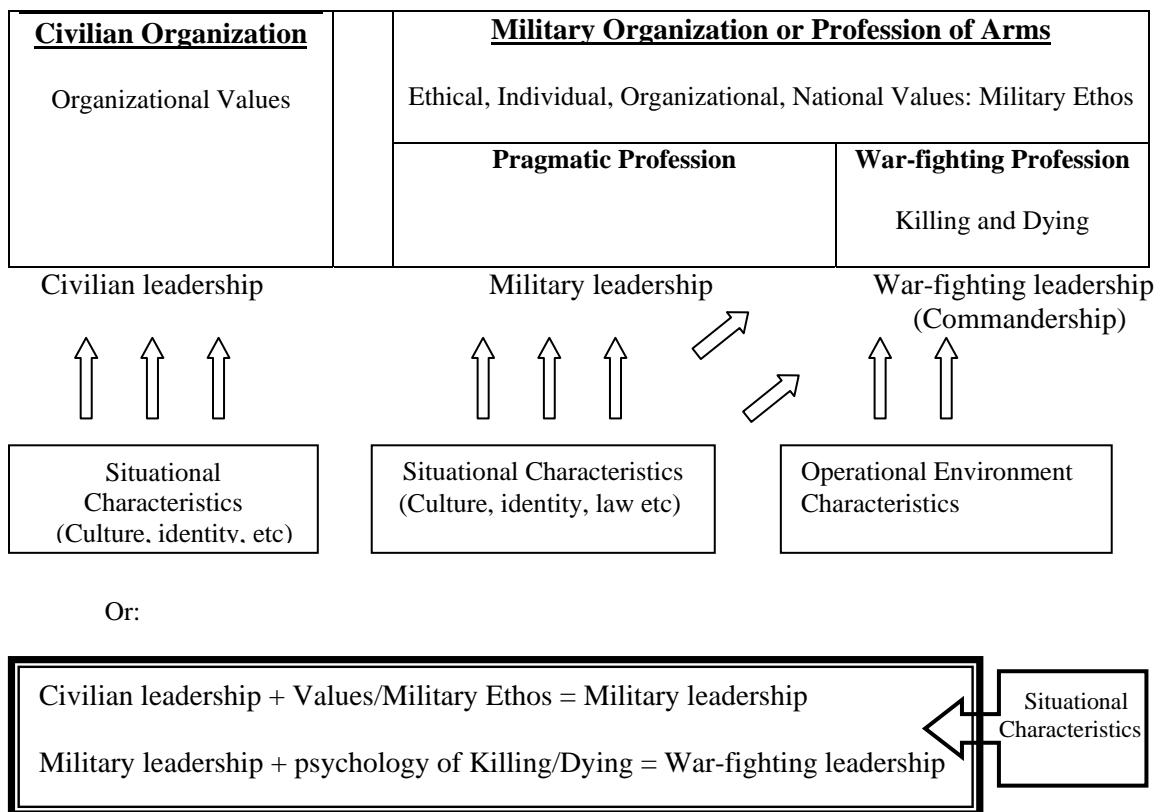 Civilian Organization
Organizational Values
Military Organization or Profession of Arms
Ethical, Individual, Organizational, National Values: Military Ethos
Pragmatic Profession
War-fighting Profession
Killing and Dying
Civilian leadership
Military leadership
War-fighting leadership
(Commandership)
Situational
Characteristics
(Culture, identity, etc)
Situational Characteristics
(Culture, identity, law etc)
Operational Environment
Characteristics
Or:
Civilian leadership + Values/Military Ethos = Military leadership
Military leadership + psychology of Killing/Dying = War-fighting leadership
Situational
Characteristics